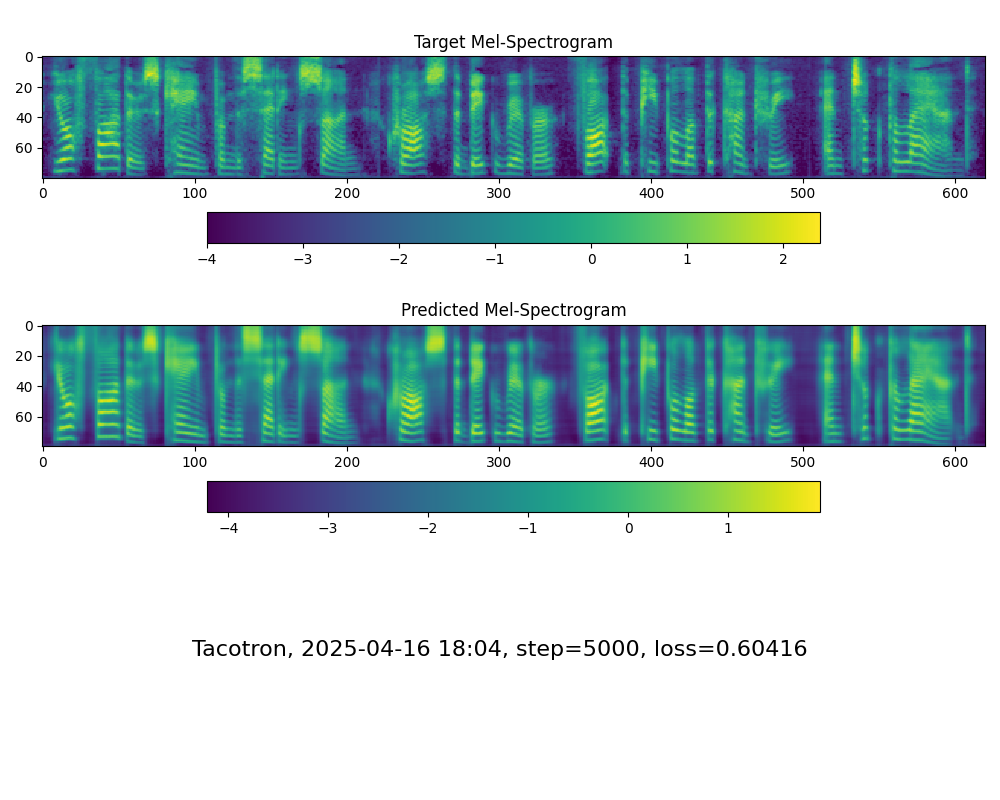 Target Mel-Spectrogram
0
20
40
60
0 100 200 300 400 500 600
−4 −3 −2 −1 0 1 2
Predicted Mel-Spectrogram
0
20
40
60
0 100 200 300 400 500 600
−4 −3 −2 −1 0 1
Tacotron, 2025-04-16 18:04, step=5000, loss=0.60416